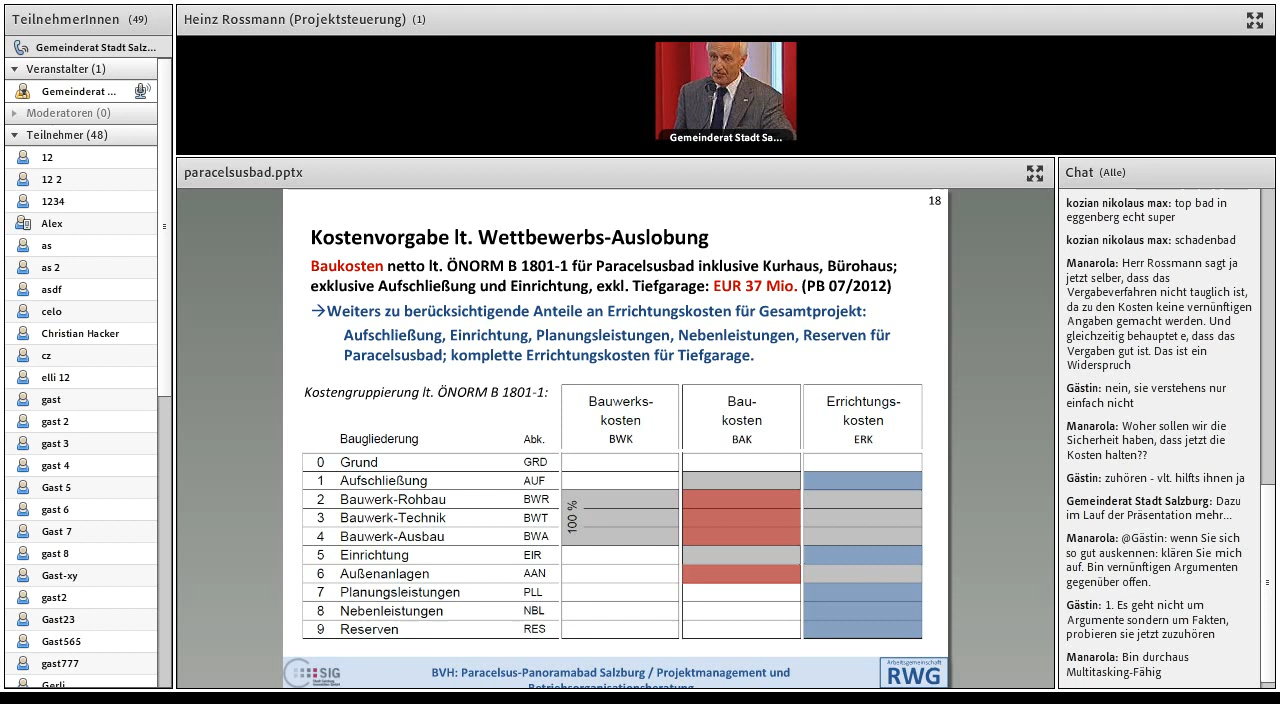 TeilnehmerInnen (49)
Gemeinderat Stadt Salz...
Veranstalter (1)
Gemeinderat ...
Moderatoren (0)
Teilnehmer (48)
12
12 2
1234
Alex
as
as 2
asdf
celo
Christian Hacker
cz
elli 12
gast
gast 2
gast 3
gast 4
Gast 5
gast 6
Gast 7
gast 8
Gast-xy
gast2
Gast23
Gast565
gast777
Gerli
Heinz Rossmann (Projektsteuerung) (1)
Gemeinderat Stadt Sa...
paracelsusbad.pptx
18
Kostenvorgabe lt. Wettbewerbs-Auslobung
Baukosten netto lt. ÖNORM B 1801-1 für Paracelsusbad inklusive Kurhaus, Bürohaus;
exklusive Aufschließung und Einrichtung, exkl. Tiefgarage: EUR 37 Mio. (PB 07/2012)
→Weiters zu berücksichtigende Anteile an Errichtungskosten für Gesamtprojekt:
Aufschließung, Einrichtung, Planungsleistungen, Nebenleistungen, Reserven für
Paracelsusbad; komplette Errichtungskosten für Tiefgarage.
Kostengruppierung lt. ÖNORM B 1801-1:
Bauwerks-
kosten
BWK
Bau-
kosten
BAK
Errichtungs-
kosten
ERK
Baugliederung Abk.
0 Grund GRD
1 Aufschließung AUF
2 Bauwerk-Rohbau BWR
3 Bauwerk-Technik BWT
4 Bauwerk-Ausbau BWA
5 Einrichtung EIR
6 Außenanlagen AAN
7 Planungsleistungen PLL
8 Nebenleistungen NBL
9 Reserven RES
100 %
SIG
BVH: Paracelsus-Panoramabad Salzburg / Projektmanagement und
Betriebsorganisationsberatung
Arbeitsgemeinschaft
RWG
Chat (Alle)
kozian nikolaus max: top bad in
eggenberg echt super
kozian nikolaus max: schadenbad
Manarola: Herr Rossmann sagt ja
jetzt selber, dass das
Vergabeverfahren nicht tauglich ist,
da zu den Kosten keine vernünftigen
Angaben gemacht werden. Und
gleichzeitig behauptet e, dass das
Vergaben gut ist. Das ist ein
Widerspruch
Gästin: nein, sie verstehens nur
einfach nicht
Manarola: Woher sollen wir die
Sicherheit haben, dass jetzt die
Kosten halten??
Gästin: zuhören - vlt. hilfts ihnen ja
Gemeinderat Stadt Salzburg: Dazu
im Lauf der Präsentation mehr...
Manarola: @Gästin: wenn Sie sich
so gut auskennen: klären Sie mich
auf. Bin vernünftigen Argumenten
gegenüber offen.
Gästin: 1. Es geht nicht um
Argumente sondern um Fakten,
probieren sie jetzt zuzuhören
Manarola: Bin durchaus
Multitasking-Fähig